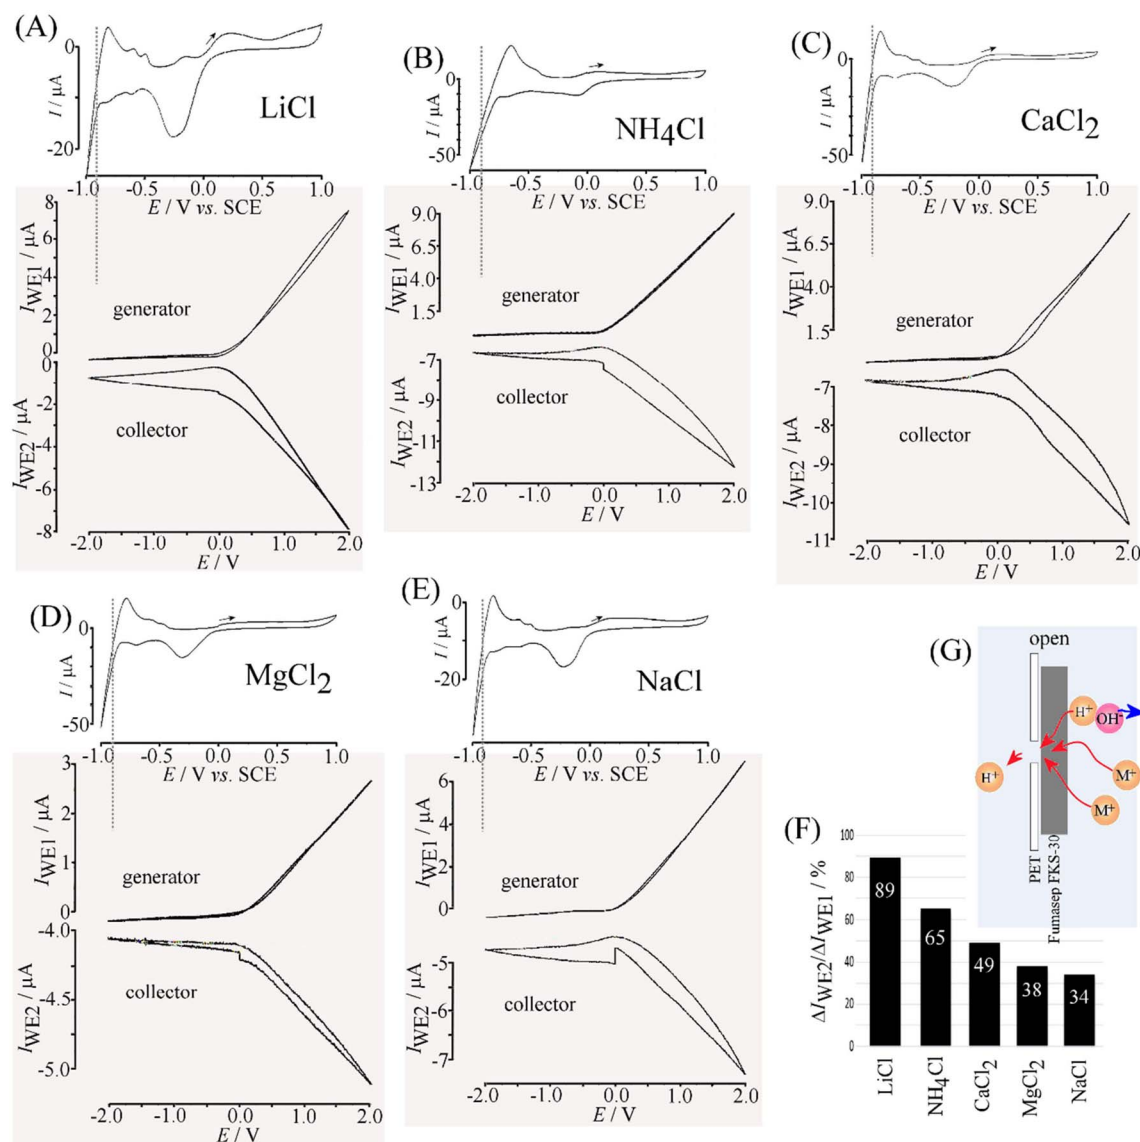 (A)
I / μA
0
-10
-20
LiCl
-1.0 -0.5 0.0 0.5 1.0
E / V vs. SCE
I_WE1 / μA
8
6
4
2
0
generator
I_WE2 / μA
0
-2
-4
-6
-8
collector
-2.0 -1.0 0.0 1.0 2.0
E / V
(B)
I / μA
0
-50
NH4Cl
-1.0 -0.5 0.0 0.5 1.0
E / V vs. SCE
I_WE1 / μA
9.0
6.5
4.0
1.5
generator
I_WE2 / μA
-7
-9
-11
-13
collector
-2.0 -1.0 0.0 1.0 2.0
E / V
(C)
I / μA
0
-50
CaCl2
-1.0 -0.5 0.0 0.5 1.0
E / V vs. SCE
I_WE1 / μA
9.0
6.5
4.0
1.5
generator
I_WE2 / μA
-7
-8
-9
-10
-11
collector
-2.0 -1.0 0.0 1.0 2.0
E / V
(D)
I / μA
0
-50
MgCl2
-1.0 -0.5 0.0 0.5 1.0
E / V vs. SCE
I_WE1 / μA
3
2
1
0
generator
I_WE2 / μA
-4.0
-4.5
-5.0
collector
-2.0 -1.0 0.0 1.0 2.0
E / V
(E)
I / μA
0
-20
NaCl
-1.0 -0.5 0.0 0.5 1.0
E / V vs. SCE
I_WE1 / μA
6
4
2
0
generator
I_WE2 / μA
-5
-6
-7
collector
-2.0 -1.0 0.0 1.0 2.0
E / V
(G)
open
H+
OH-
H+
M+
M+
PET
Fumasep FKS-30
(F)
ΔI_WE2/ΔI_WE1 / %
100
80
60
40
20
0
89
65
49
38
34
LiCl
NH4Cl
CaCl2
MgCl2
NaCl